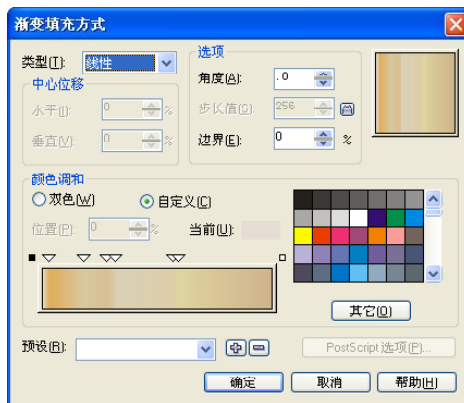 渐变填充方式
类型(T): 线性
选项
角度(A): .0
中心位移
水平(I): 0 %
步长值(S): 256
垂直(V): 0 %
边界(E): 0 %
颜色调和
双色(W) 自定义(C)
位置(P): 0 % 当前(U):
其它(O)
预设(R):
PostScript 选项(P)...
确定 取消 帮助(H)